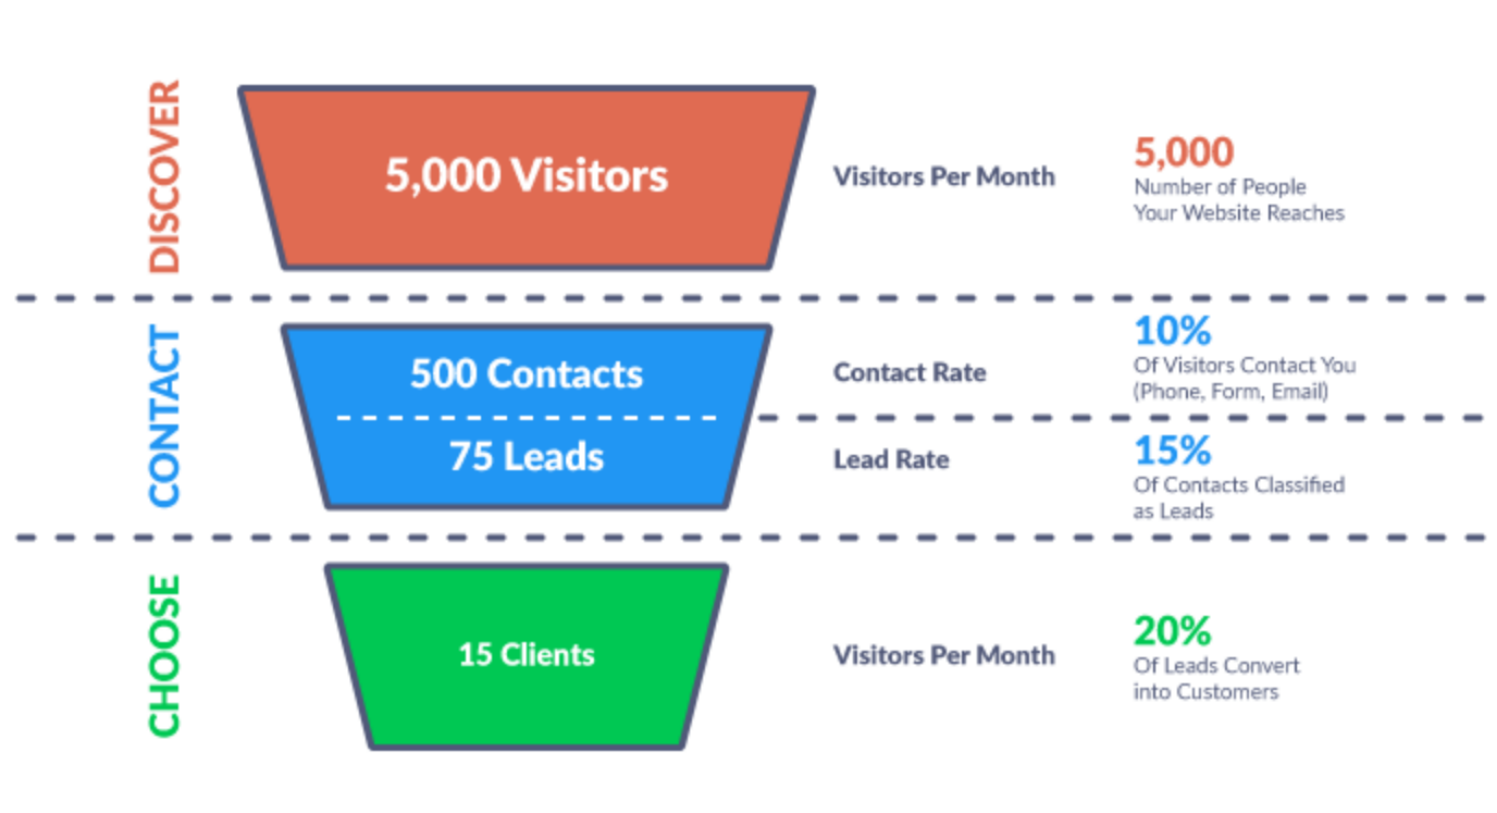 DISCOVER
5,000 Visitors
Visitors Per Month
5,000
Number of People
Your Website Reaches
CONTACT
500 Contacts
Contact Rate
10%
Of Visitors Contact You
(Phone, Form, Email)
75 Leads
Lead Rate
15%
Of Contacts Classified
as Leads
CHOOSE
15 Clients
Visitors Per Month
20%
Of Leads Convert
into Customers